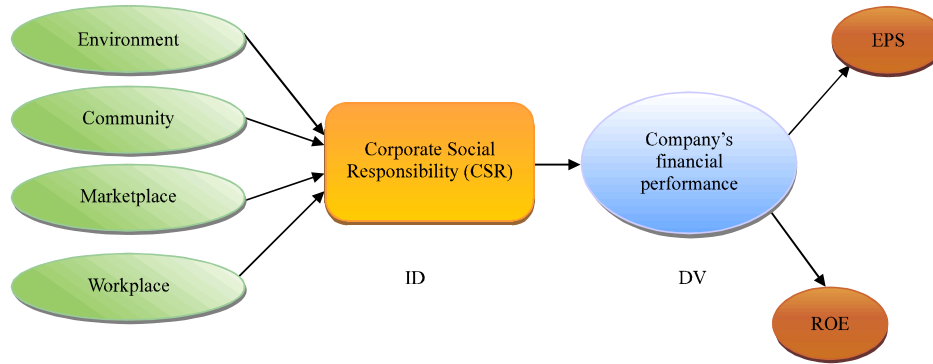 Environment
Community
Marketplace
Workplace
Corporate Social
Responsibility (CSR)
ID
Company’s
financial
performance
DV
EPS
ROE